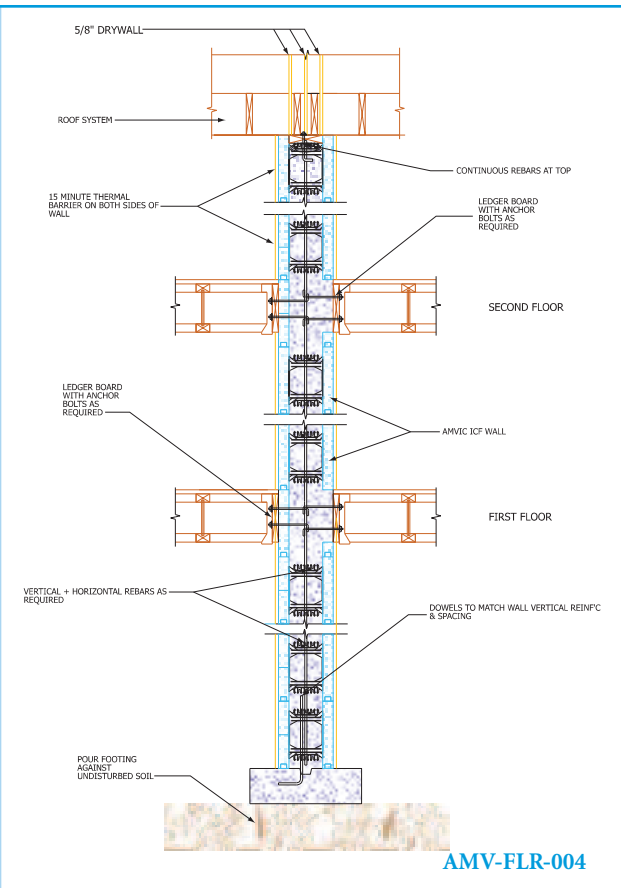 5/8" DRYWALL
ROOF SYSTEM
CONTINUOUS REBARS AT TOP
15 MINUTE THERMAL
BARRIER ON BOTH SIDES OF
WALL
LEDGER BOARD
WITH ANCHOR
BOLTS AS
REQUIRED
SECOND FLOOR
LEDGER BOARD
WITH ANCHOR
BOLTS AS
REQUIRED
AMVIC ICF WALL
FIRST FLOOR
VERTICAL + HORIZONTAL REBARS AS
REQUIRED
DOWELS TO MATCH WALL VERTICAL REINF'C
& SPACING
POUR FOOTING
AGAINST
UNDISTURBED SOIL
AMV-FLR-004